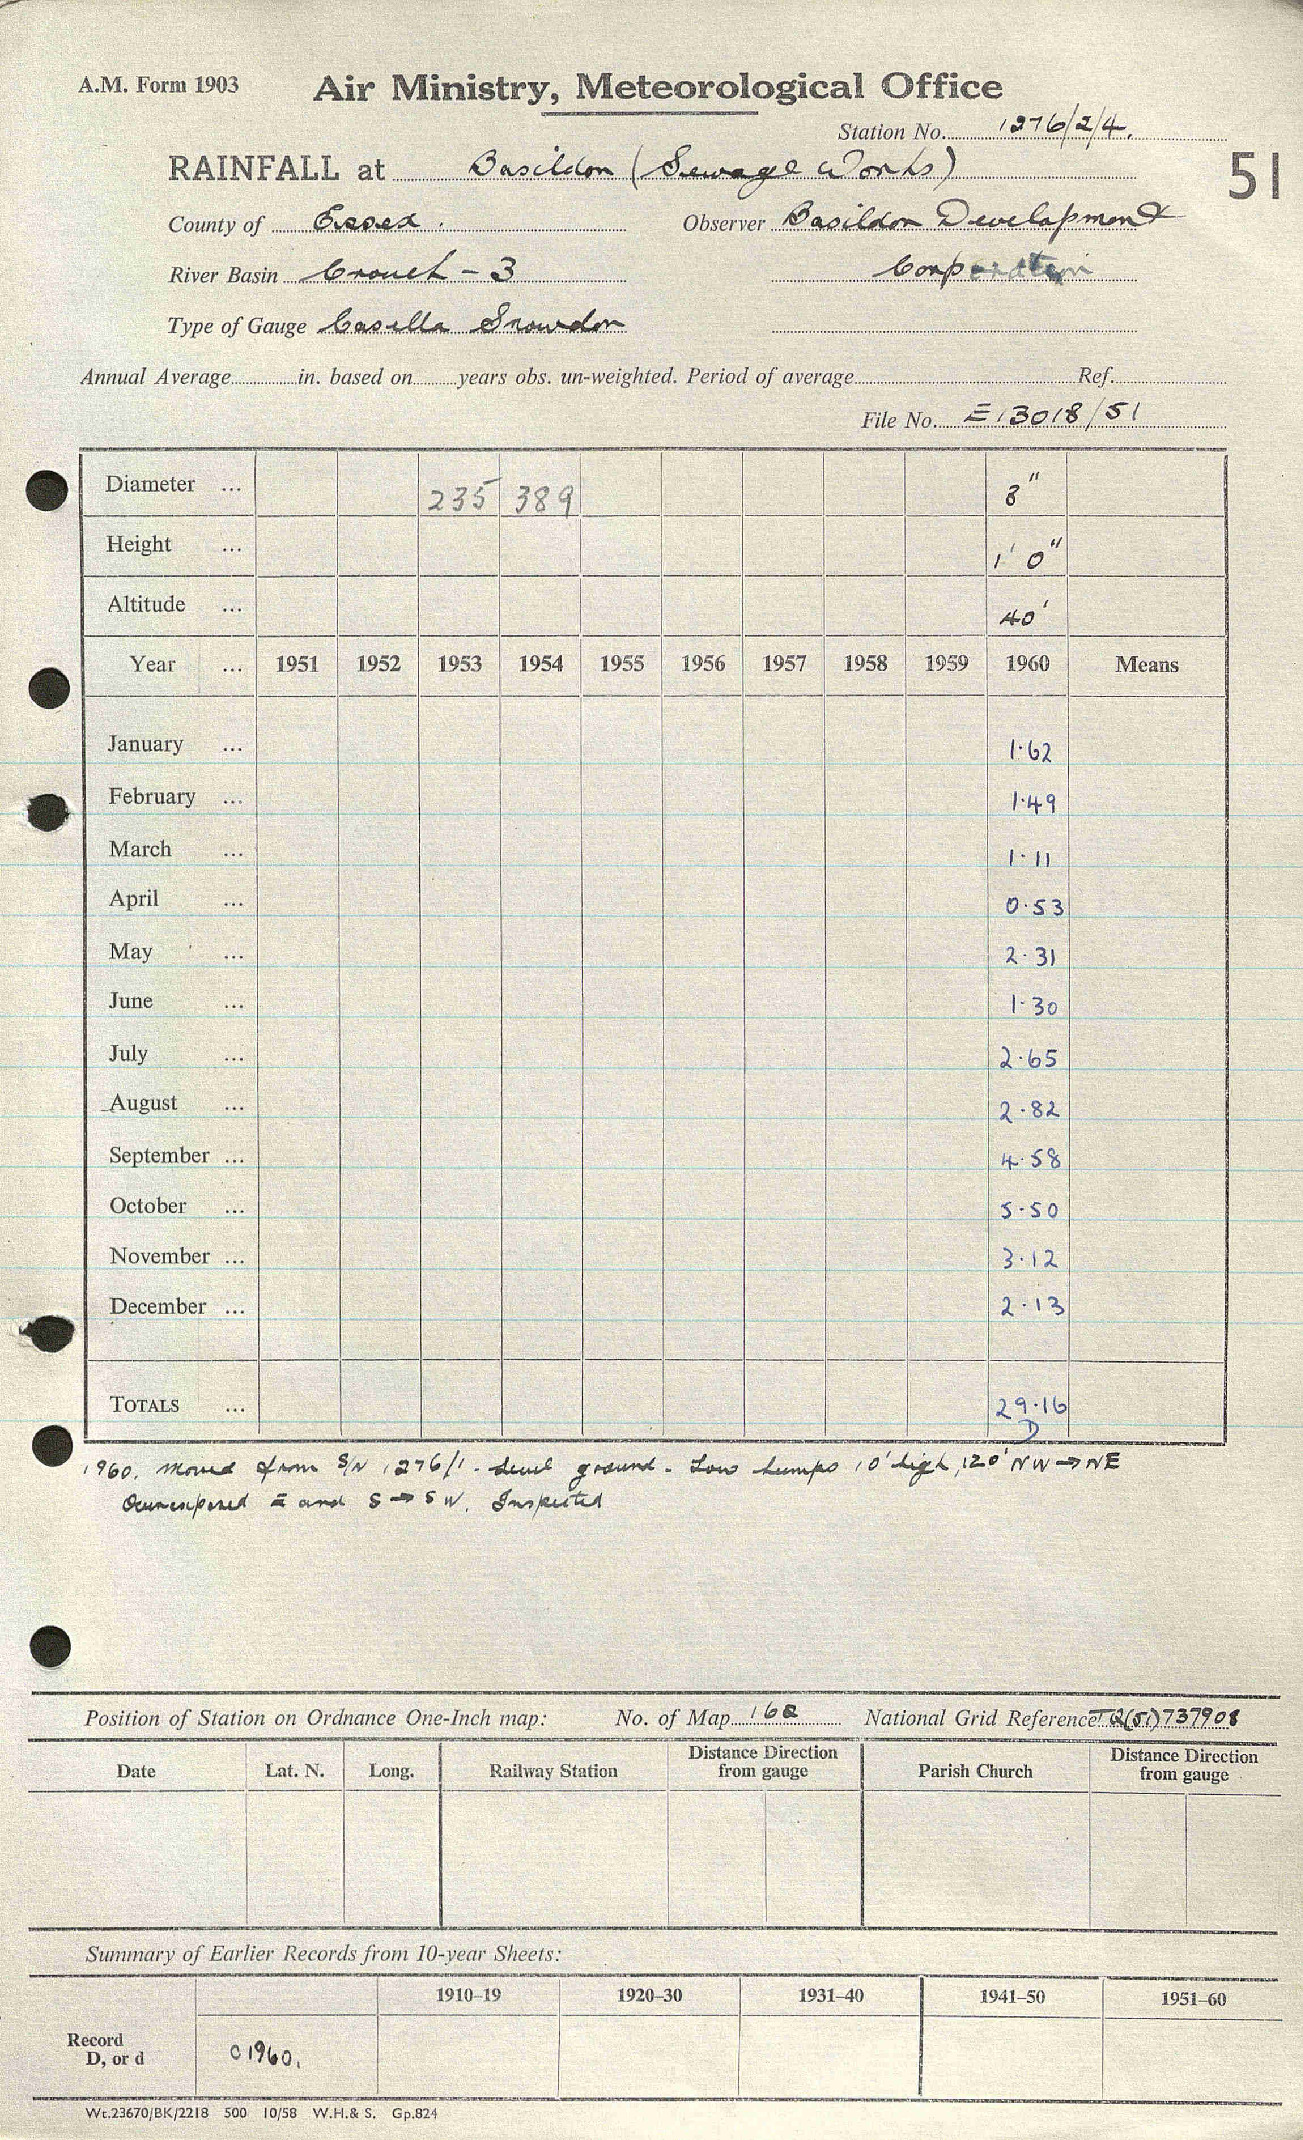 A.M. Form 1903 Air Ministry, Meteorological Office
Station No. 1276/2/4.
RAINFALL at Basildon (Sewage Works) 51
County of Essex. Observer Basildon Development
River Basin Crouch - 3 Corporation
Type of Gauge Casella Snowdon
Annual Average in. based on years obs. un-weighted. Period of average Ref.
File No. E13018/51
Diameter ... 235 389 8"
Height ... 1' 0"
Altitude ... 40'
Year ... 1951 1952 1953 1954 1955 1956 1957 1958 1959 1960 Means
January ... 1.62
February ... 1.49
March ... 1.11
April ... 0.53
May ... 2.31
June ... 1.30
July ... 2.65
August ... 2.82
September ... 4.58
October ... 5.50
November ... 3.12
December ... 2.13
TOTALS ... 29.16
D
1960. Moved from S/N 1276/1. Level ground. Low humps 10' high, 120' NW → NE
Overexposed E and S → SW. Inspected
Position of Station on Ordnance One-Inch map: No. of Map 162 National Grid Reference TQ(51)737908
Date Lat. N. Long. Railway Station Distance Direction from gauge Parish Church Distance Direction from gauge
Summary of Earlier Records from 10-year Sheets:
1910–19 1920–30 1931–40 1941–50 1951–60
Record
D, or d C1960.
Wt.23670/BK/2218 500 10/58 W.H.& S. Gp.824